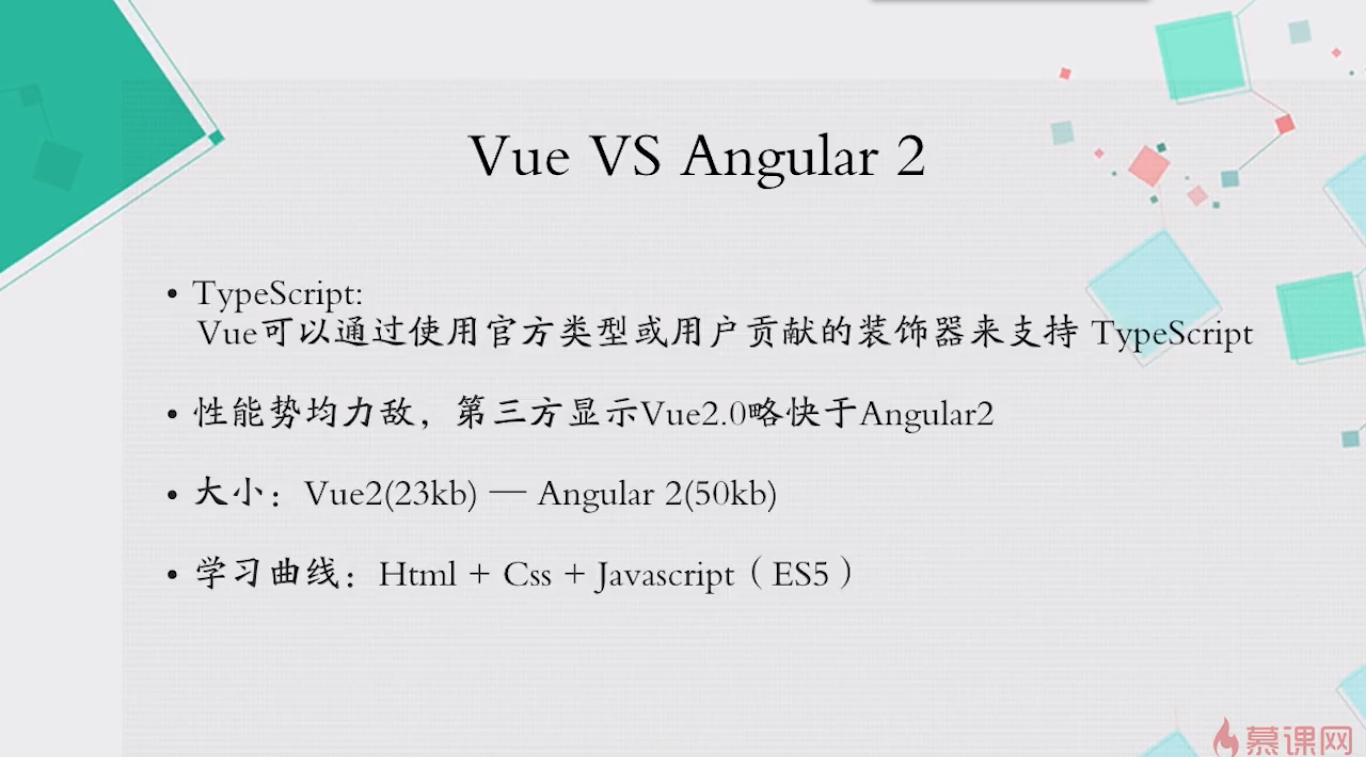 Vue VS Angular 2
• TypeScript:
Vue可以通过使用官方类型或用户贡献的装饰器来支持 TypeScript
• 性能势均力敌，第三方显示Vue2.0略快于Angular2
• 大小：Vue2(23kb) — Angular 2(50kb)
• 学习曲线：Html + Css + Javascript（ES5）
慕课网